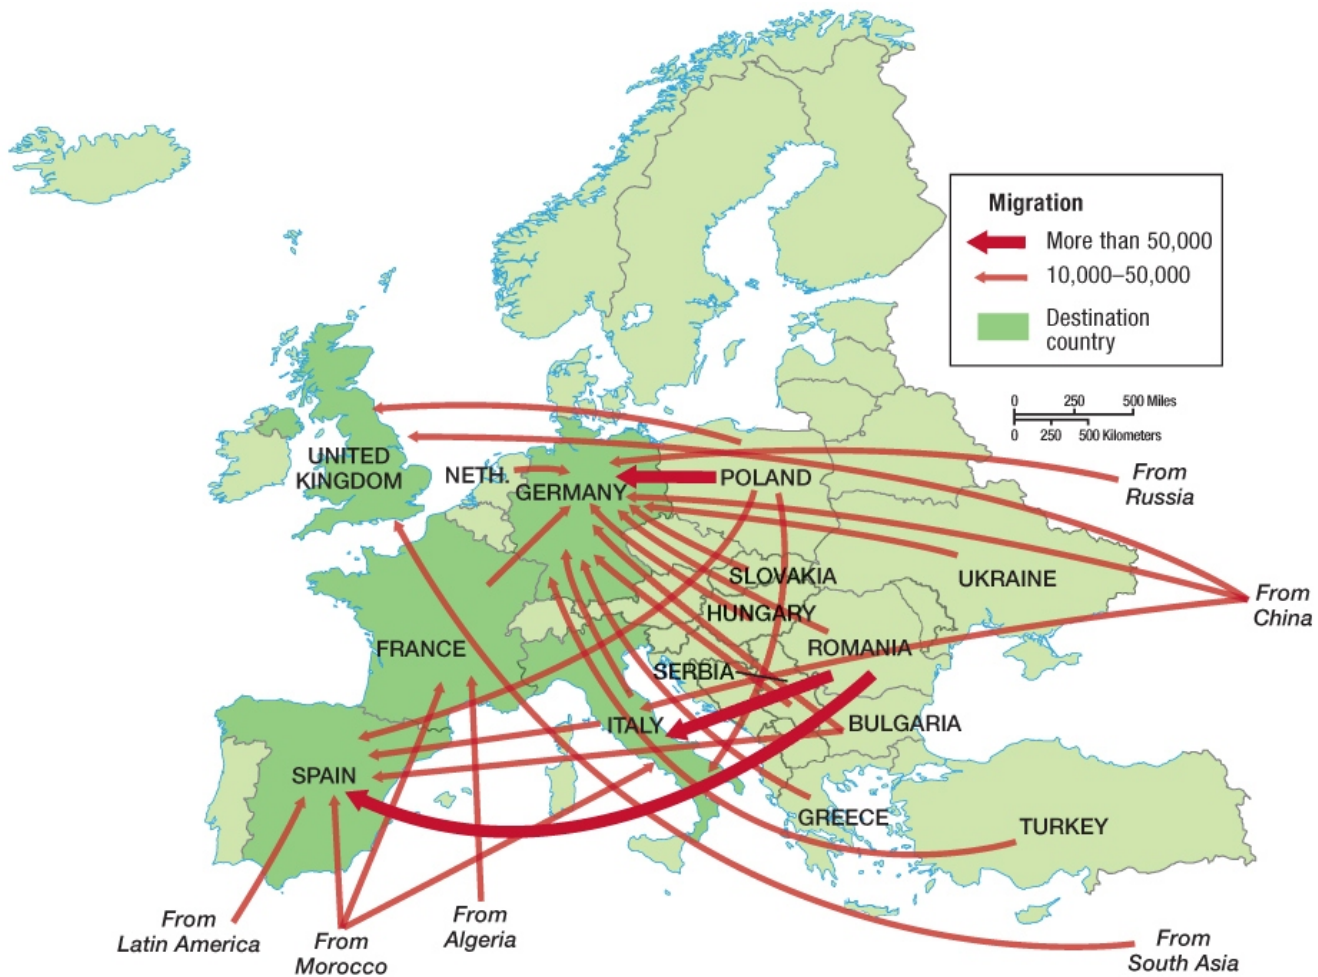 Migration
More than 50,000
10,000–50,000
Destination
country
0 250 500 Miles
0 250 500 Kilometers
UNITED
KINGDOM
NETH.
GERMANY
POLAND
From
Russia
SLOVAKIA
UKRAINE
From
China
HUNGARY
FRANCE
ROMANIA
SERBIA
ITALY
BULGARIA
SPAIN
GREECE
TURKEY
From
Latin America
From
Morocco
From
Algeria
From
South Asia